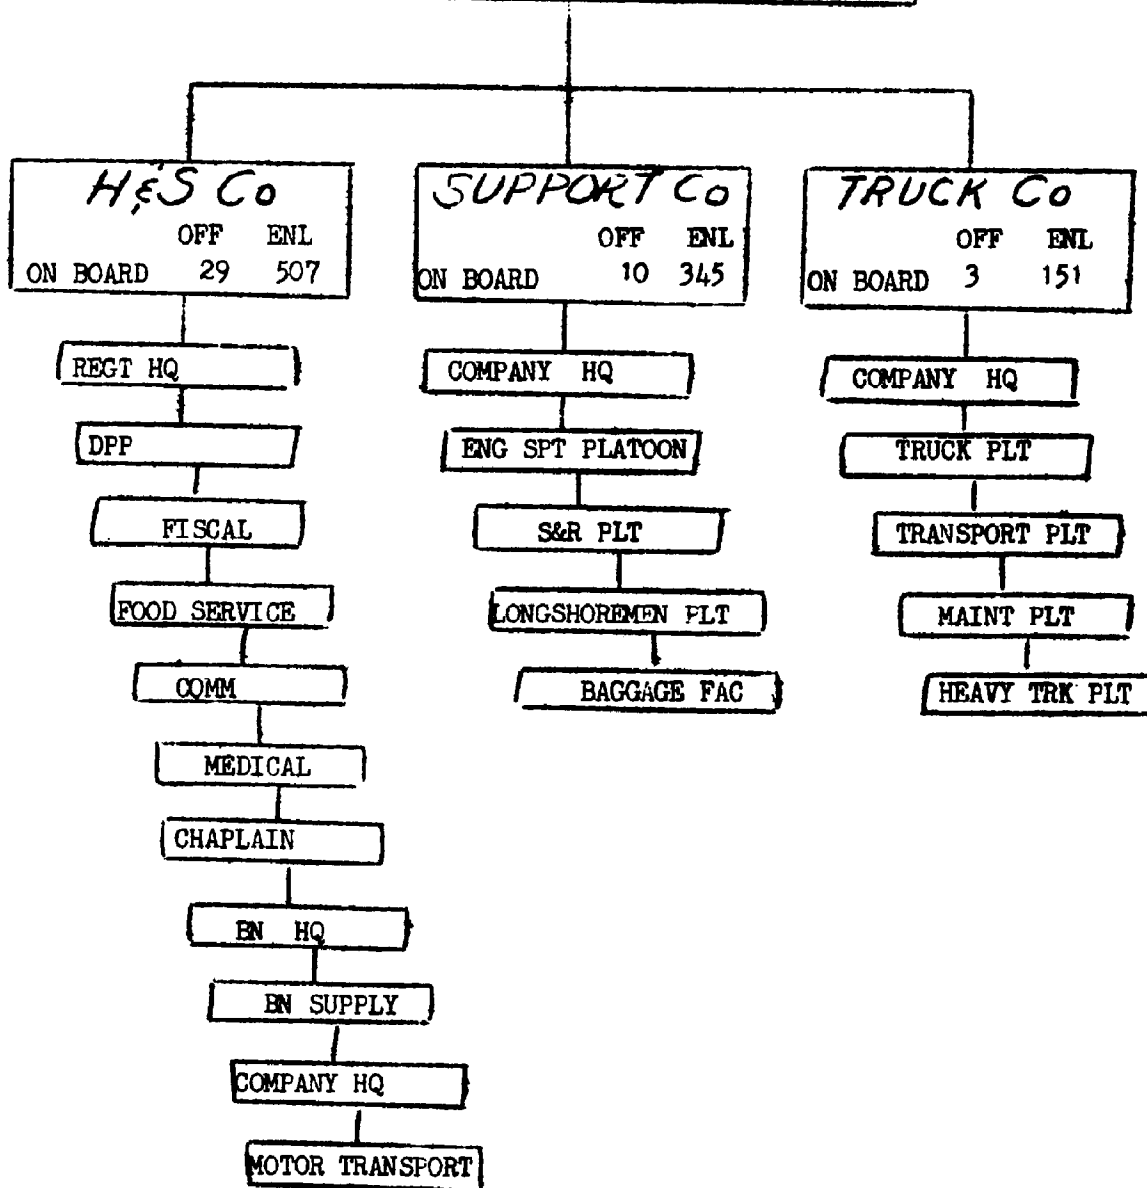 H&S Co
OFF ENL
ON BOARD 29 507
REGT HQ
DPP
FISCAL
FOOD SERVICE
COMM
MEDICAL
CHAPLAIN
BN HQ
BN SUPPLY
COMPANY HQ
MOTOR TRANSPORT
SUPPORT Co
OFF ENL
ON BOARD 10 345
COMPANY HQ
ENG SPT PLATOON
S&R PLT
LONGSHOREMEN PLT
BAGGAGE FAC
TRUCK Co
OFF ENL
ON BOARD 3 151
COMPANY HQ
TRUCK PLT
TRANSPORT PLT
MAINT PLT
HEAVY TRK PLT